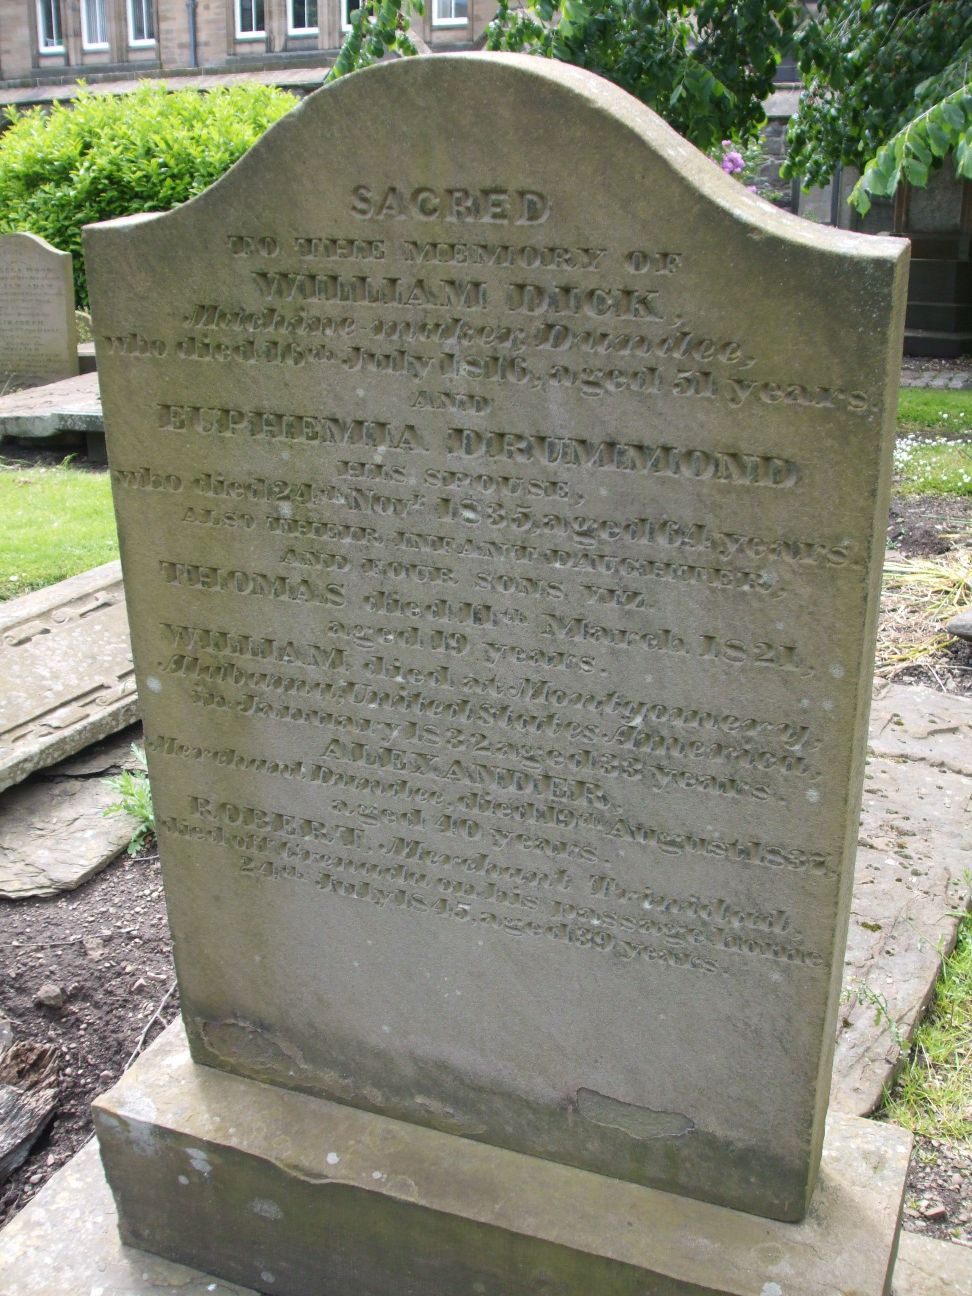 SACRED
TO THE MEMORY OF
WILLIAM DICK,
Machine-maker, Dundee,
who died 16th July 1816, aged 51 years
AND
EUPHEMIA DRUMMOND
HIS SPOUSE,
who died 24th Novr. 1835, aged 64 years.
ALSO THEIR INFANT DAUGHTER,
AND FOUR SONS VIZ.
THOMAS died 11th March 1821,
aged 19 years.
WILLIAM, died at Montgomery,
Alabama, United States America,
in January 1832 aged 33 years.
ALEXANDER,
Merchant Dundee, died 19th August 1837,
aged 40 years.
ROBERT, Merchant Trinidad,
died at Grenada on his passage home
24th July 1845, aged 39 years.